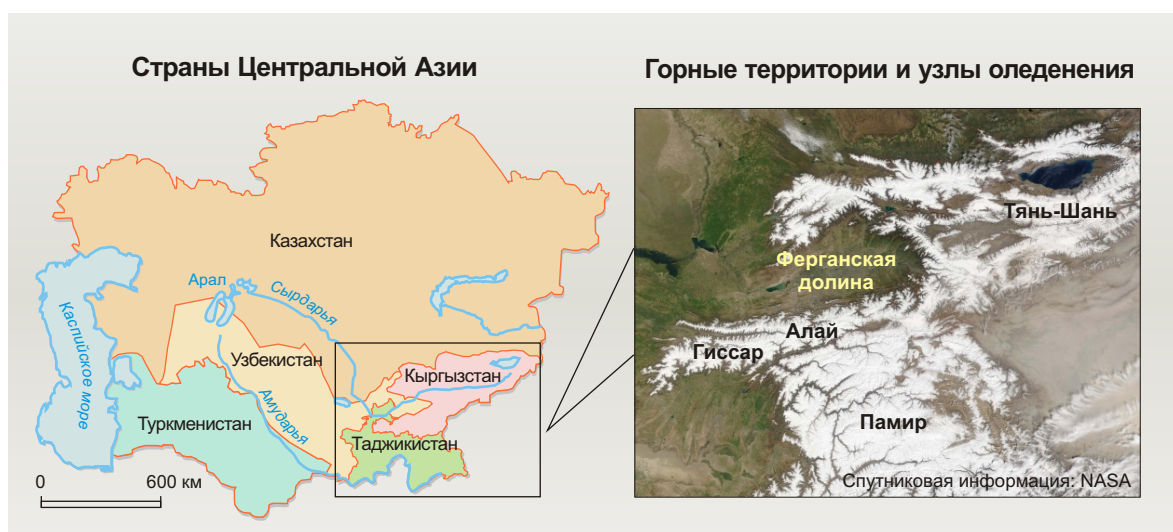 Страны Центральной Азии
Казахстан
Арал
Сырдарья
Каспийское море
Узбекистан
Кыргызстан
Амударья
Туркменистан
Таджикистан
0 600 км
Горные территории и узлы оледенения
Тянь-Шань
Ферганская
долина
Алай
Гиссар
Памир
Спутниковая информация: NASA